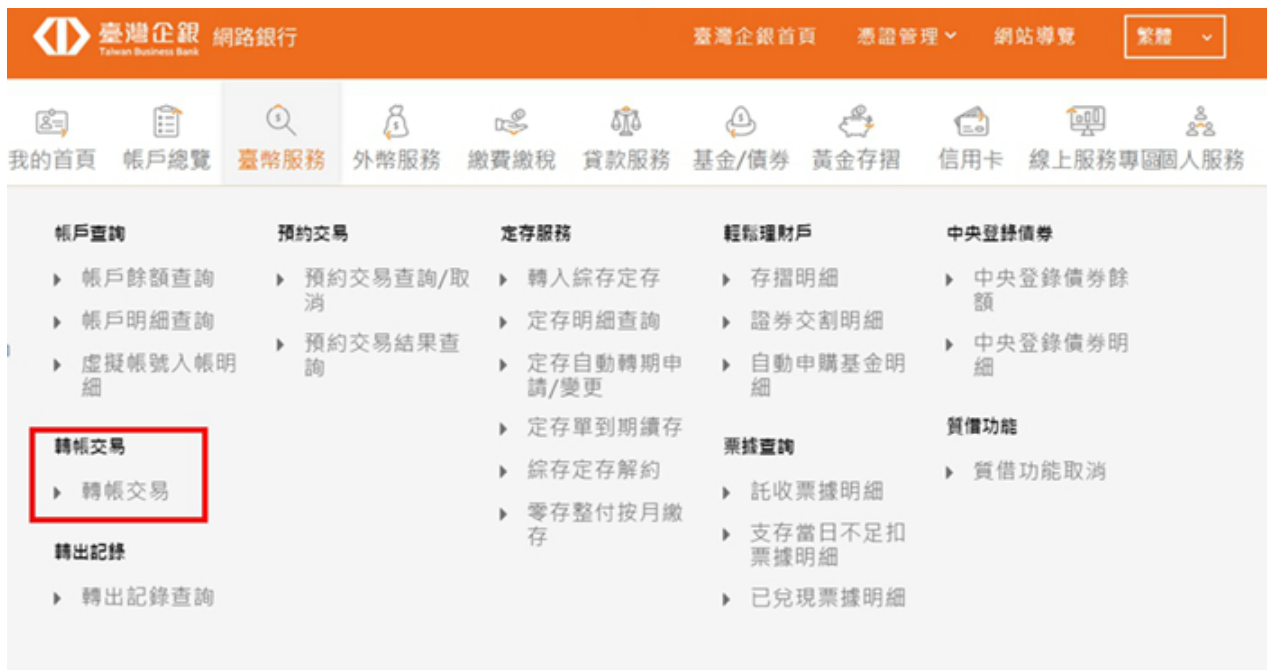 臺灣企銀 網路銀行 臺灣企銀首頁 憑證管理 網站導覽 繁體
Taiwan Business Bank
我的首頁 帳戶總覽 臺幣服務 外幣服務 繳費繳稅 貸款服務 基金/債券 黃金存摺 信用卡 線上服務專區 個人服務
帳戶查詢
帳戶餘額查詢
帳戶明細查詢
虛擬帳號入帳明
細
轉帳交易
轉帳交易
轉出記錄
轉出記錄查詢
預約交易
預約交易查詢/取
消
預約交易結果查
詢
定存服務
轉入綜存定存
定存明細查詢
定存自動轉期申
請/變更
定存單到期續存
綜存定存解約
零存整付按月繳
存
輕鬆理財戶
存摺明細
證券交割明細
自動申購基金明
細
票據查詢
託收票據明細
支存當日不足扣
票據明細
已兌現票據明細
中央登錄債券
中央登錄債券餘
額
中央登錄債券明
細
質借功能
質借功能取消